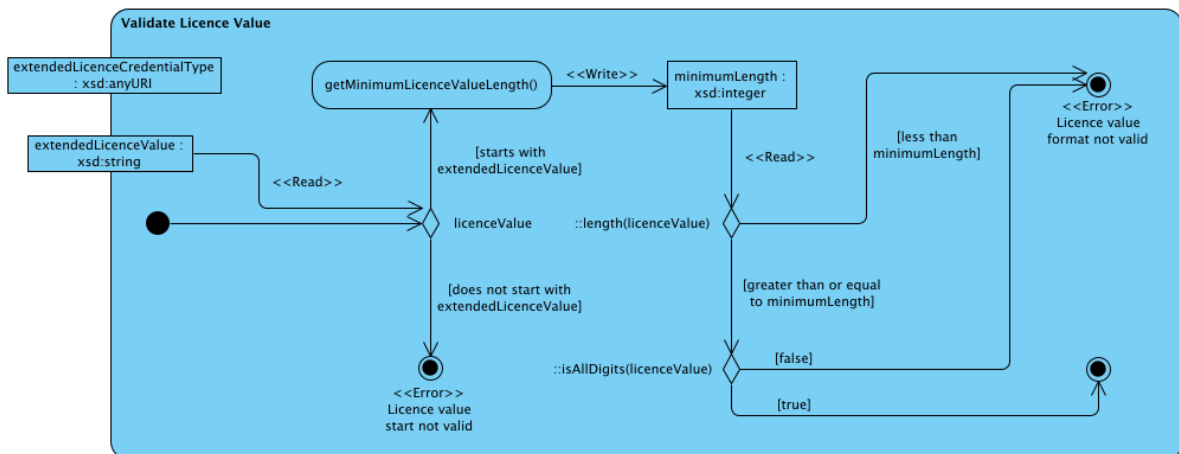 Validate Licence Value
extendedLicenceCredentialType
: xsd:anyURI
getMinimumLicenceValueLength()
<<Write>>
minimumLength :
xsd:integer
<<Error>>
Licence value
format not valid
extendedLicenceValue :
xsd:string
<<Read>>
[starts with
extendedLicenceValue]
<<Read>>
[less than
minimumLength]
licenceValue
::length(licenceValue)
[does not start with
extendedLicenceValue]
[greater than or equal
to minimumLength]
<<Error>>
Licence value
start not valid
::isAllDigits(licenceValue)
[false]
[true]